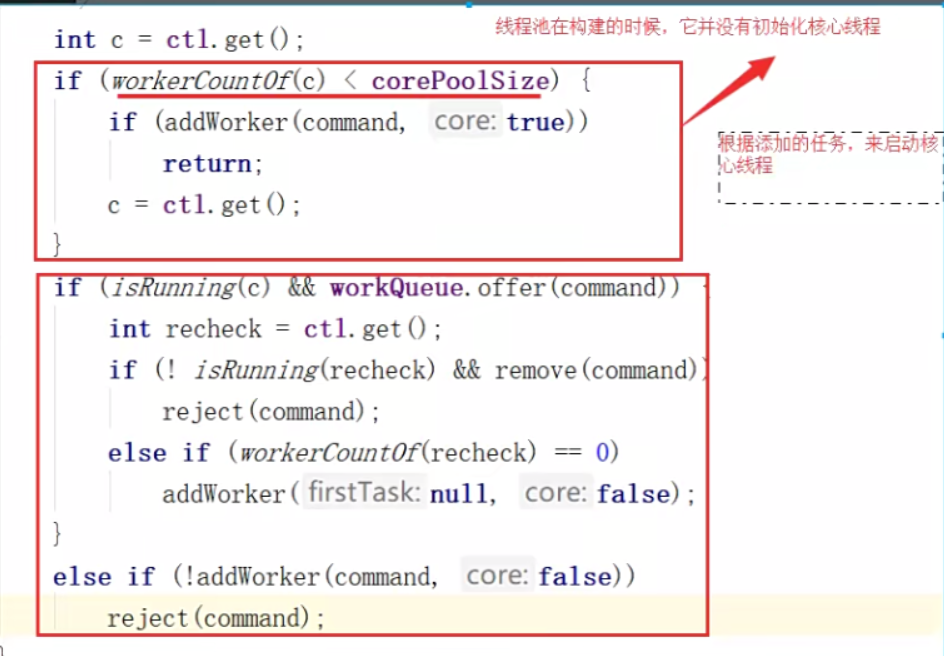 线程池在构建的时候，它并没有初始化核心线程
int c = ctl.get();
if (workerCountOf(c) < corePoolSize) {
if (addWorker(command, core: true))
return;
c = ctl.get();
}
根据添加的任务，来启动核
心线程
if (isRunning(c) && workQueue.offer(command)) {
int recheck = ctl.get();
if (! isRunning(recheck) && remove(command))
reject(command);
else if (workerCountOf(recheck) == 0)
addWorker( firstTask: null, core: false);
}
else if (!addWorker(command, core: false))
reject(command);